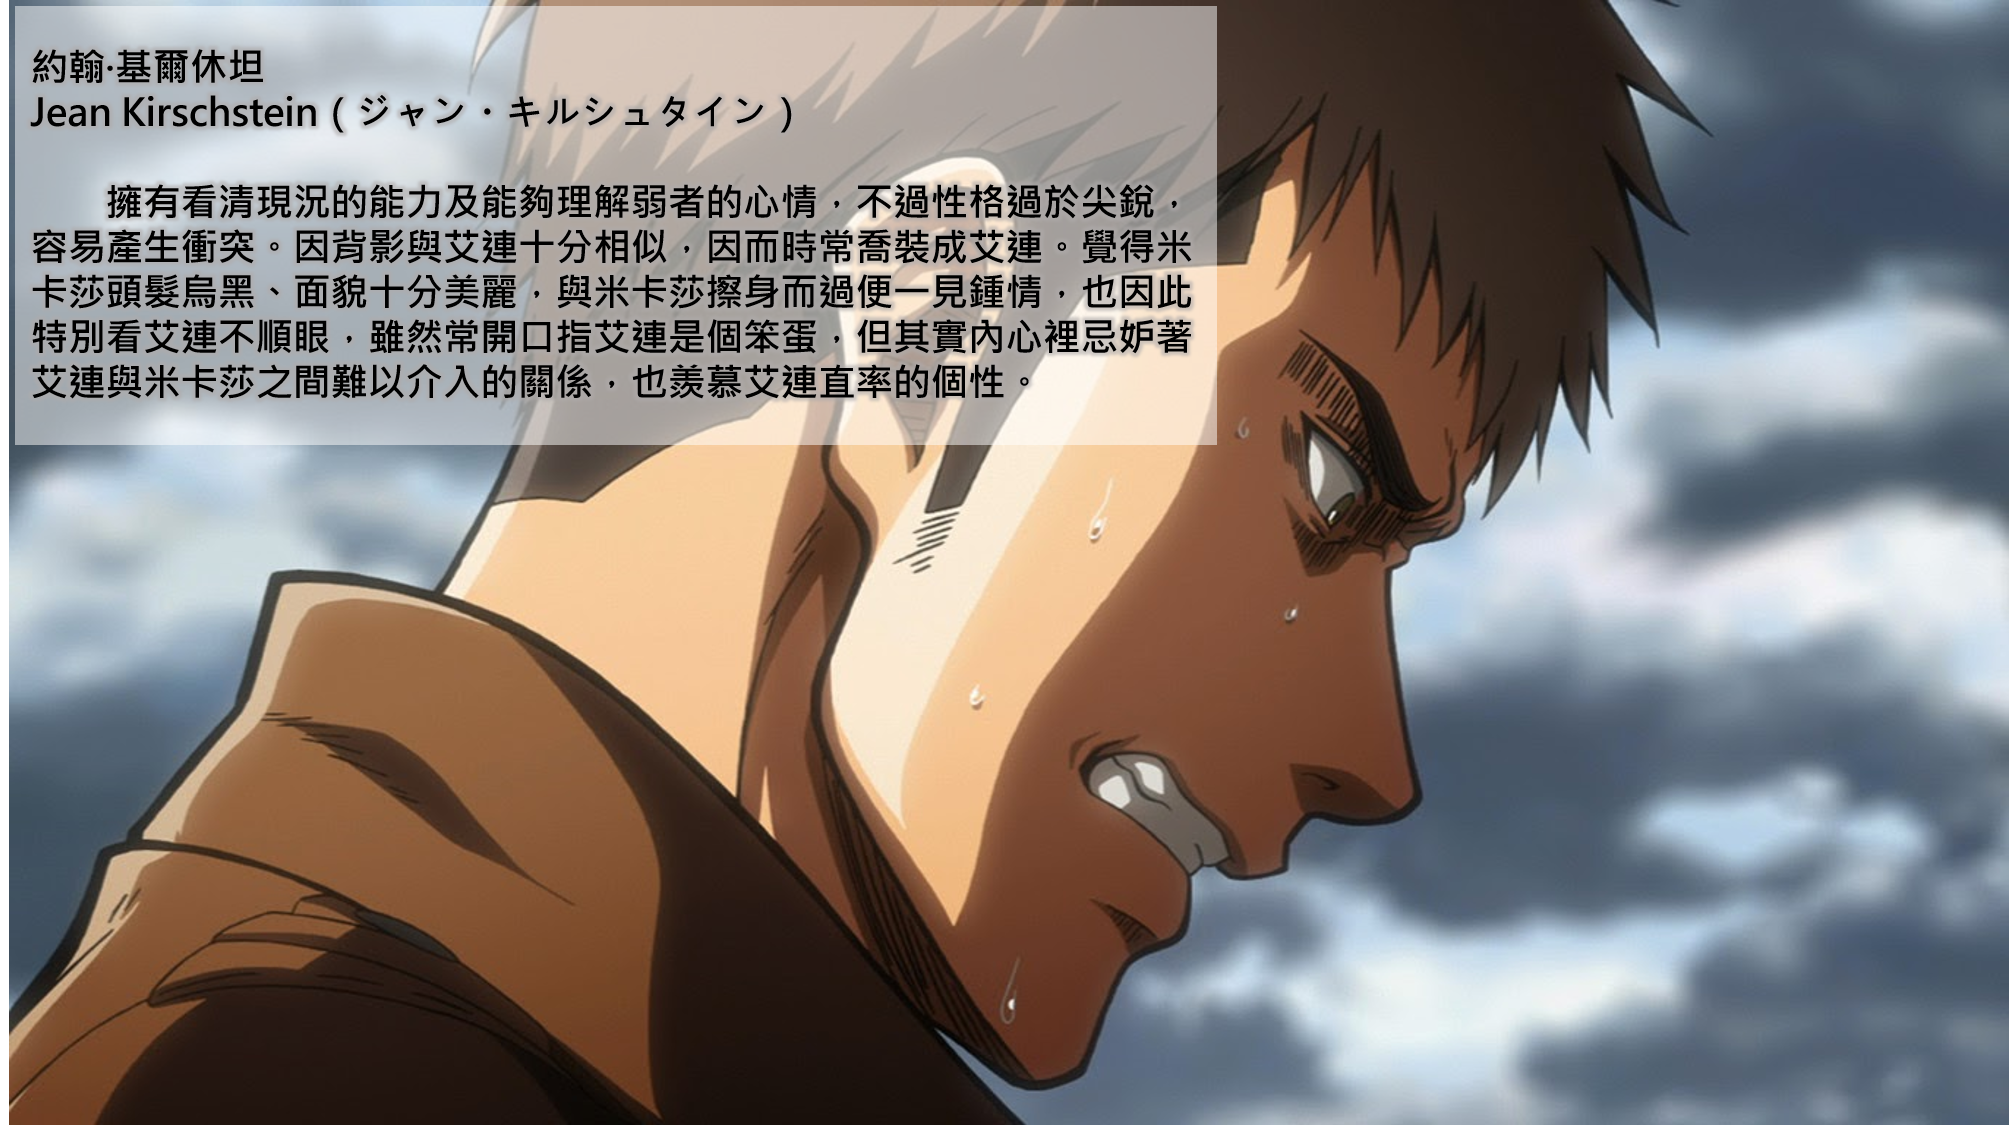 約翰·基爾休坦
Jean Kirschstein（ジャン・キルシュタイン）
擁有看清現況的能力及能夠理解弱者的心情，不過性格過於尖銳，
容易產生衝突。因背影與艾連十分相似，因而時常喬裝成艾連。覺得米
卡莎頭髮烏黑、面貌十分美麗，與米卡莎擦身而過便一見鍾情，也因此
特別看艾連不順眼，雖然常開口指艾連是個笨蛋，但其實內心裡忌妒著
艾連與米卡莎之間難以介入的關係，也羨慕艾連直率的個性。